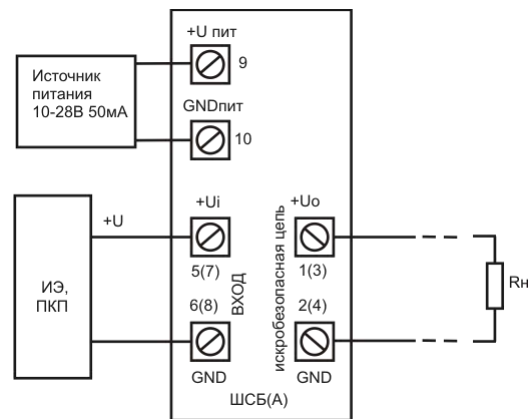 +U пит
9
Источник
питания
10-28В 50мА
GNDпит
10
+Ui
+Uo
+U
5(7)
1(3)
ИЭ,
ПКП
ВХОД
искробезопасная цепь
Rн
6(8)
2(4)
GND
GND
ШСБ(А)